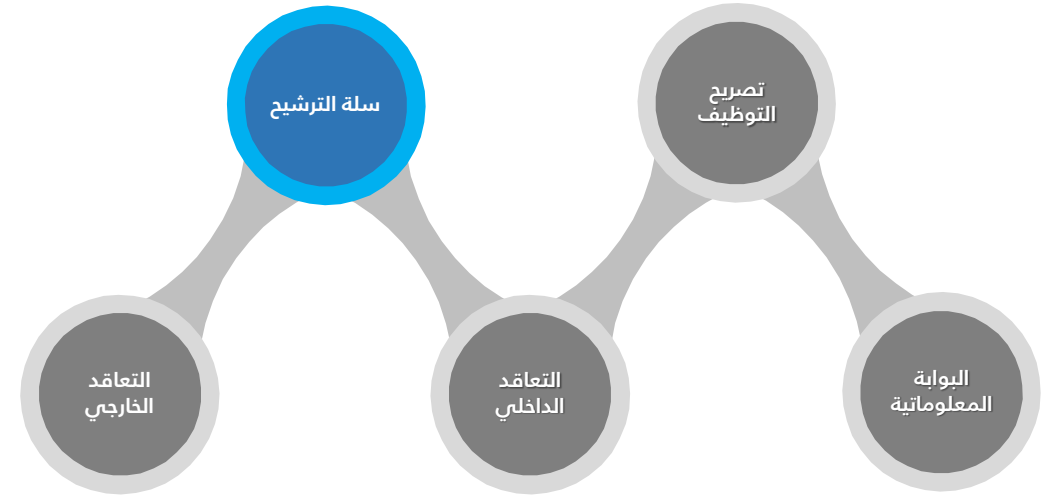 البوابة
المعلوماتية
تصريح
التوظيف
التعاقد
الداخلي
سلة الترشيح
التعاقد
الخارجي